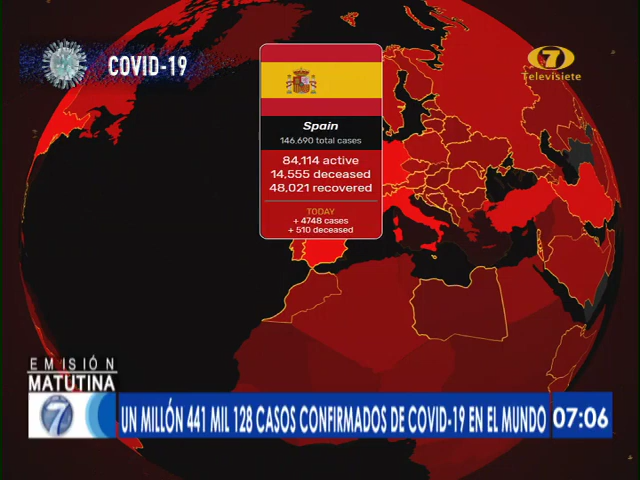 COVID-19
7
Televisiete
Spain
146.690 total cases
84,114 active
14,555 deceased
48,021 recovered
TODAY
+ 4748 cases
+ 510 deceased
EMISIÓN
MATUTINA
7
UN MILLÓN 441 MIL 128 CASOS CONFIRMADOS DE COVID-19 EN EL MUNDO
07:06